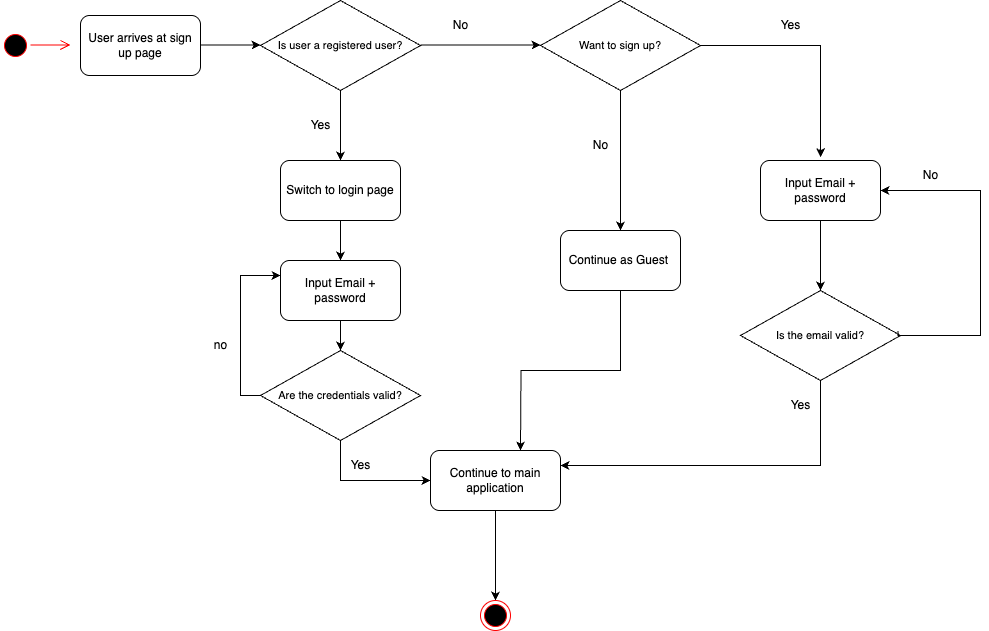 User arrives at sign
up page
Is user a registered user?
No
Want to sign up?
Yes
Yes
No
Switch to login page
Input Email +
password
No
Continue as Guest
Input Email +
password
no
Is the email valid?
Are the credentials valid?
Yes
Yes
Continue to main
application